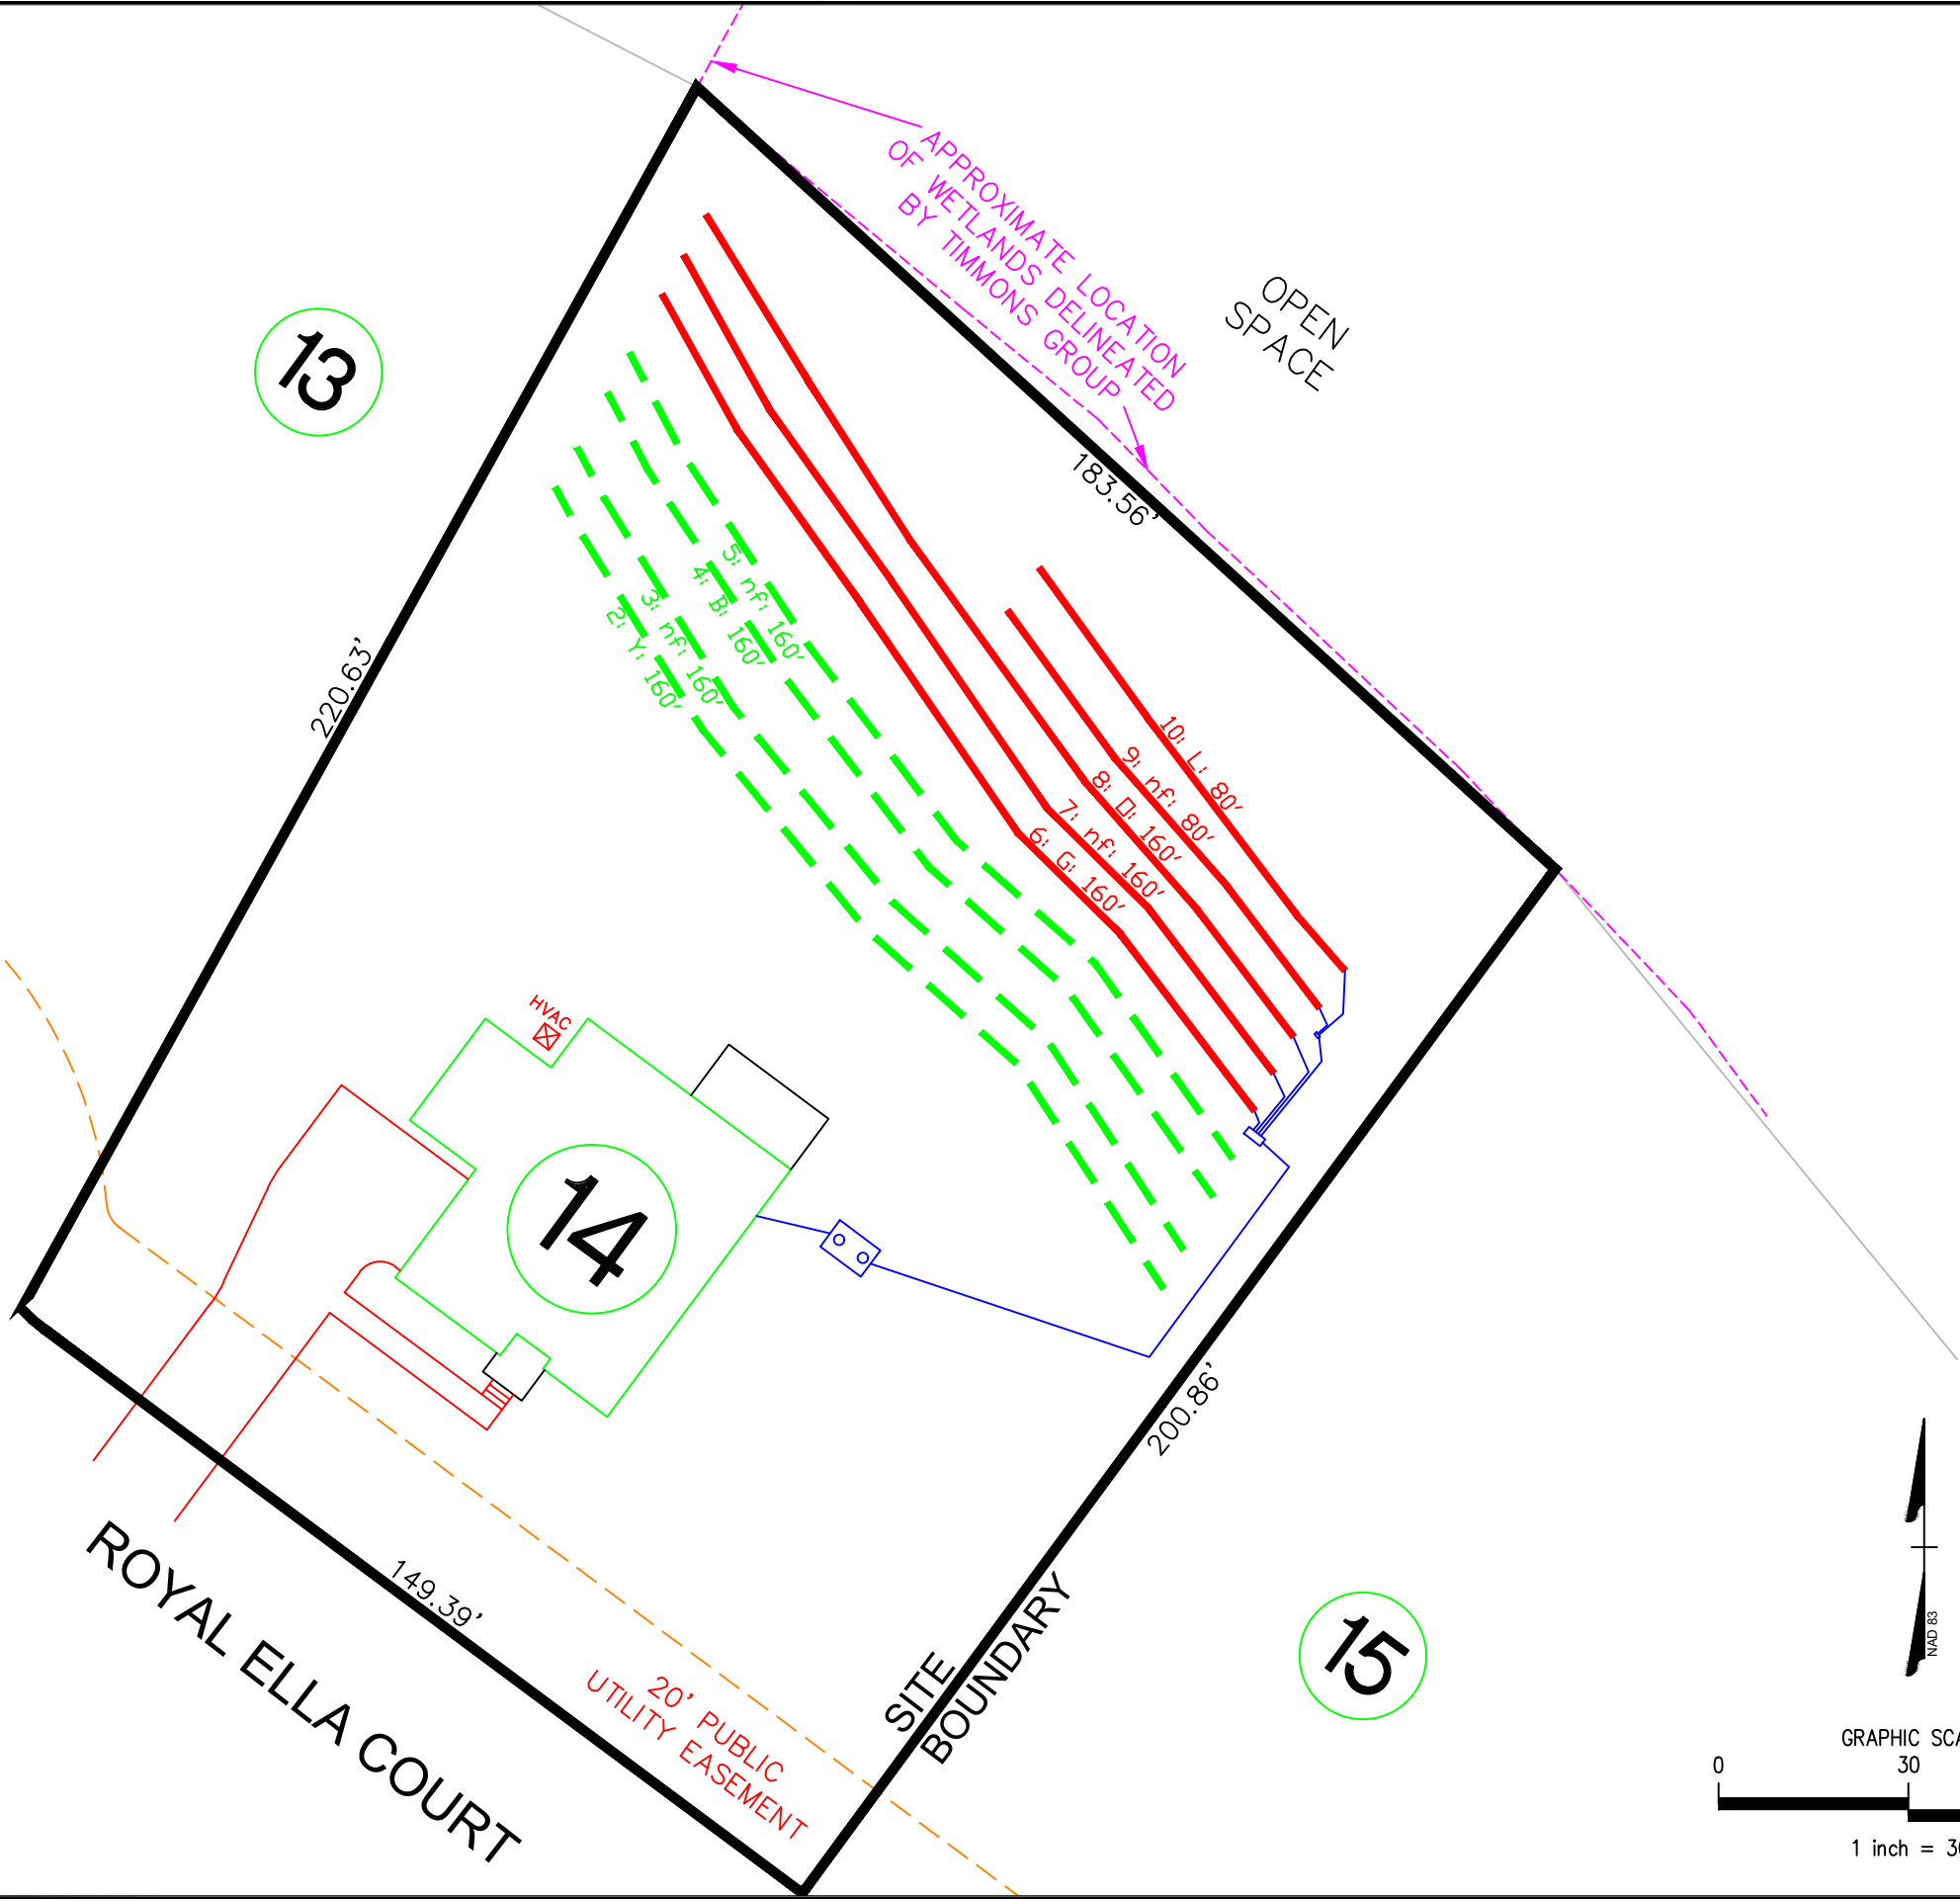 APPROXIMATE LOCATION
OF WETLANDS DELINEATED
BY TIMMONS GROUP
OPEN
SPACE
13
183.56'
220.63'
5: nf: 160'
4: B: 160'
3: nf: 160'
2: Y: 160'
10: L: 80'
9: nf: 80'
8: O: 160'
7: nf: 160'
6: G: 160'
HVAC
14
200.86'
149.39'
ROYAL ELLA COURT
20' PUBLIC
UTILITY EASEMENT
SITE
BOUNDARY
15
NAD 83
GRAPHIC SCA
0 30
1 inch = 3